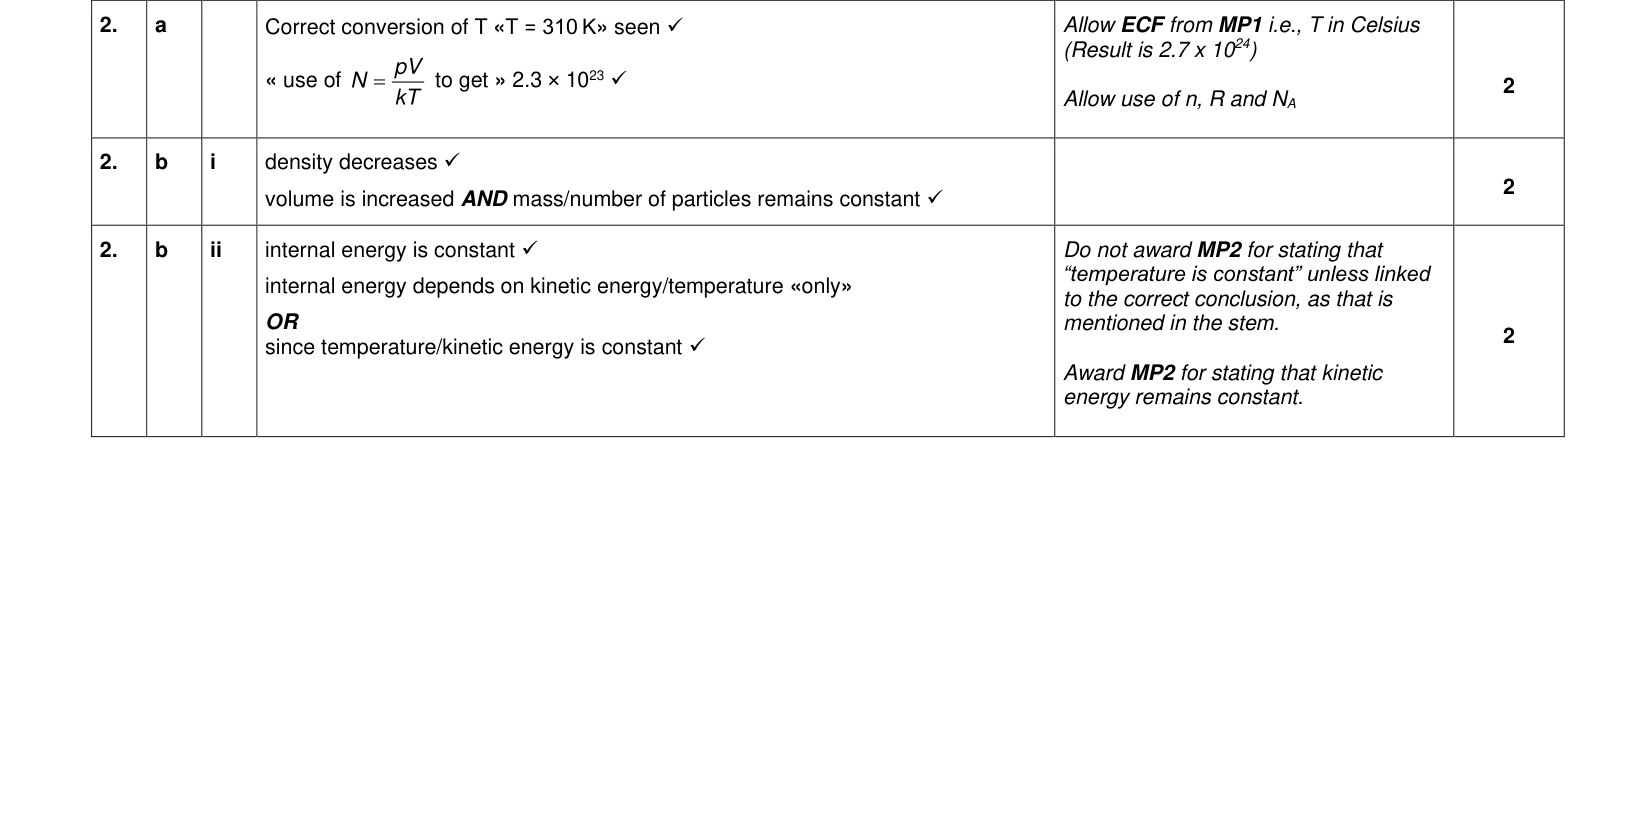 2. a Correct conversion of T «T = 310 K» seen ✓ Allow ECF from MP1 i.e., T in Celsius
(Result is 2.7 x 10²⁴)
« use of N = pV/kT to get » 2.3 × 10²³ ✓ 2
Allow use of n, R and N_A
2. b i density decreases ✓ 2
volume is increased AND mass/number of particles remains constant ✓
2. b ii internal energy is constant ✓ Do not award MP2 for stating that
internal energy depends on kinetic energy/temperature «only» “temperature is constant” unless linked
to the correct conclusion, as that is
OR mentioned in the stem. 2
since temperature/kinetic energy is constant ✓
Award MP2 for stating that kinetic
energy remains constant.